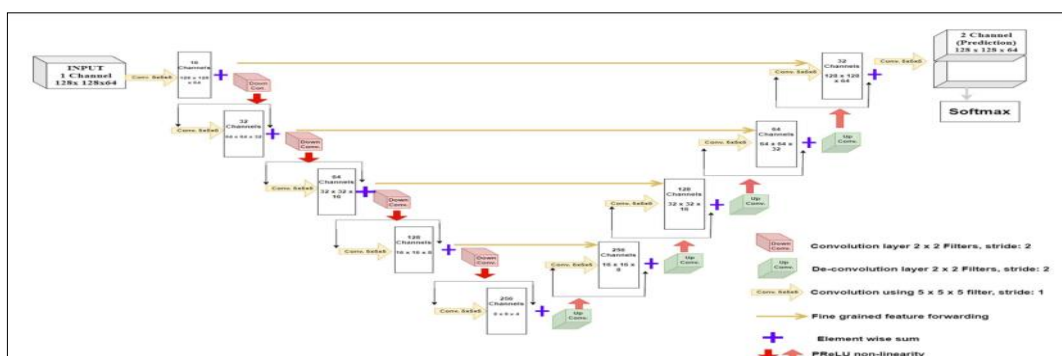 INPUT
1 Channel
128x 128x64
Conv. 5x5x5
16
Channels
128 x 128
x 64
Down
Con.
Conv. 5x5x5
32
Channels
64 x 64 x 32
Down
Conv.
Conv. 5x5x5
64
Channels
32 x 32 x
16
Down
Conv.
Conv. 5x5x5
128
Channels
16 x 16 x 8
Down
Conv.
Conv. 5x5x5
256
Channels
8 x 8 x 4
Up
Conv.
Conv. 5x5x5
256
Channels
16 x 16 x
8
Up
Conv.
Conv. 5x5x5
128
Channels
32 x 32 x
16
Up
Conv.
Conv. 5x5x5
64
Channels
64 x 64 x
32
Up
Conv.
Conv. 5x5x5
32
Channels
128 x 128
x 64
Conv. 5x5x5
2 Channel
(Prediction)
128 x 128 x 64
Softmax
Down
Conv.
Convolution layer 2 x 2 Filters, stride: 2
Up
Conv.
De-convolution layer 2 x 2 Filters, stride: 2
Conv. 5x5x5
Convolution using 5 x 5 x 5 filter, stride: 1
Fine grained feature forwarding
Element wise sum
PReLU non-linearity